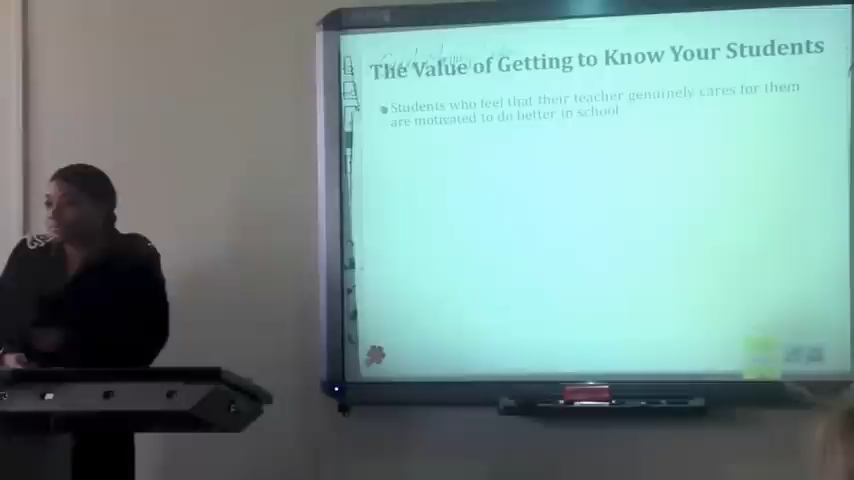 The Value of Getting to Know Your Students
Students who feel that their teacher genuinely cares for them
are motivated to do better in school